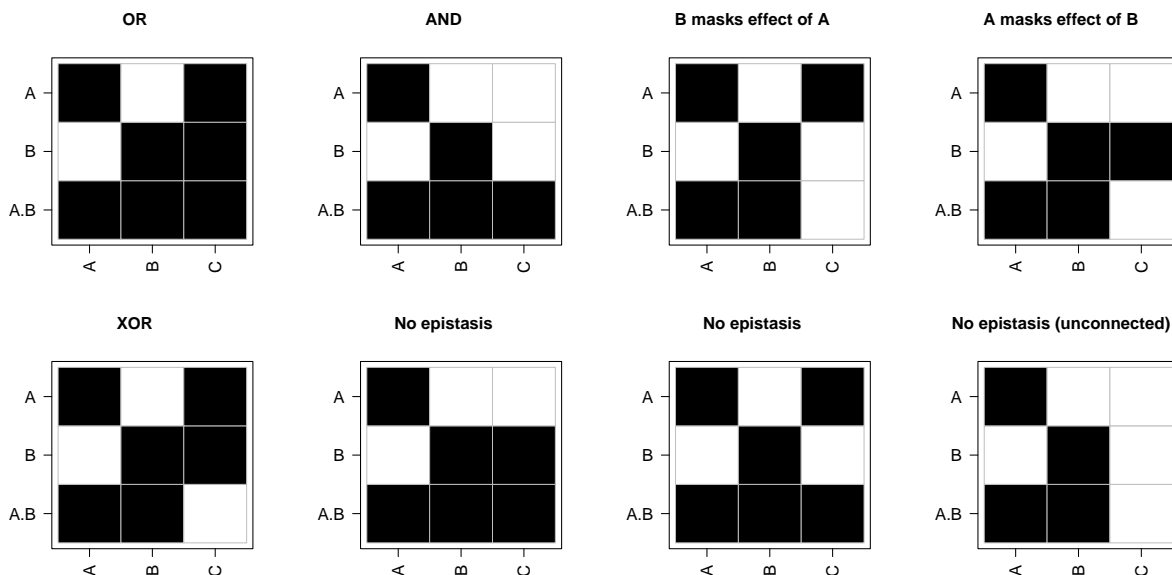 OR AND B masks effect of A A masks effect of B
A A A A
B B B B
A.B A.B A.B A.B
A B C A B C A B C A B C
XOR No epistasis No epistasis No epistasis (unconnected)
A A A A
B B B B
A.B A.B A.B A.B
A B C A B C A B C A B C